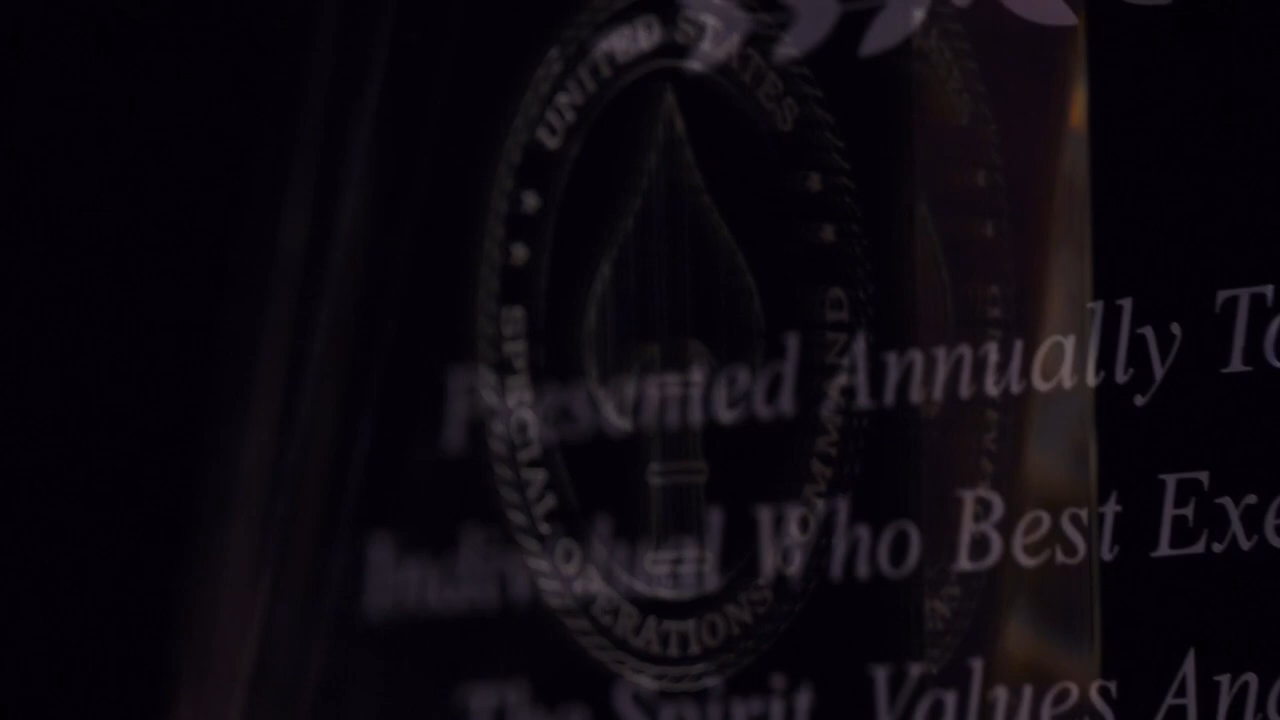 UNITED STATES
SPECIAL OPERATIONS
COMMAND
Presented Annually To
Individual Who Best Exe
The Spirit, Values And